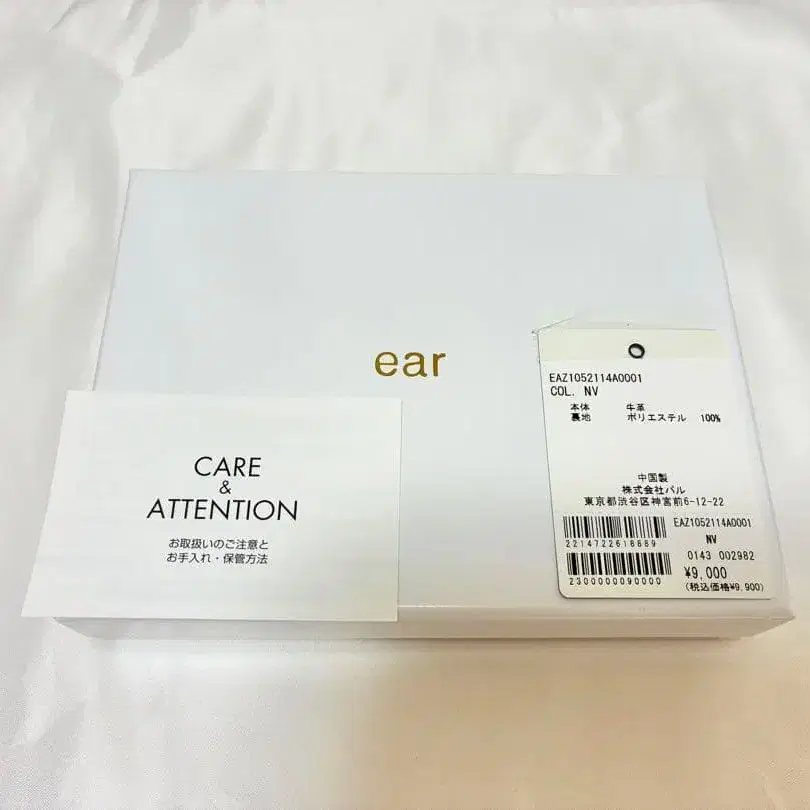 ear
EAZ1052114A0001
COL. NV
本体 牛革
裏地 ポリエステル 100%
中国製
株式会社パル
東京都渋谷区神宮前6-12-22
EAZ1052114A0001
2214722618689
NV
0143 002982
¥9,000
2300000090000
(税込価格¥9,900)
CARE
&
ATTENTION
お取扱いのご注意と
お手入れ・保管方法